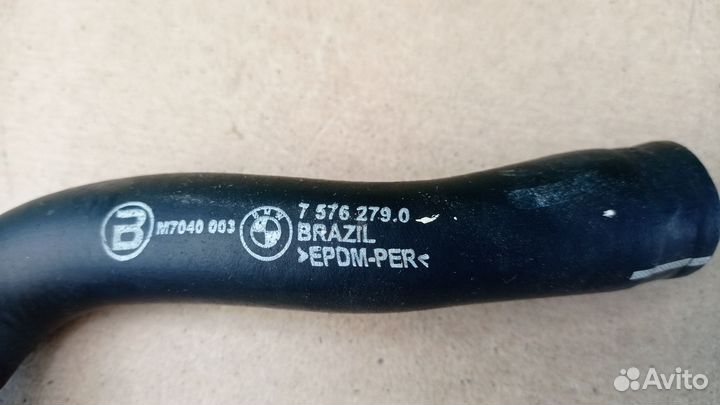 B M7040 003
BMW
7 576 279.0
BRAZIL
>EPDM-PER<
Avito